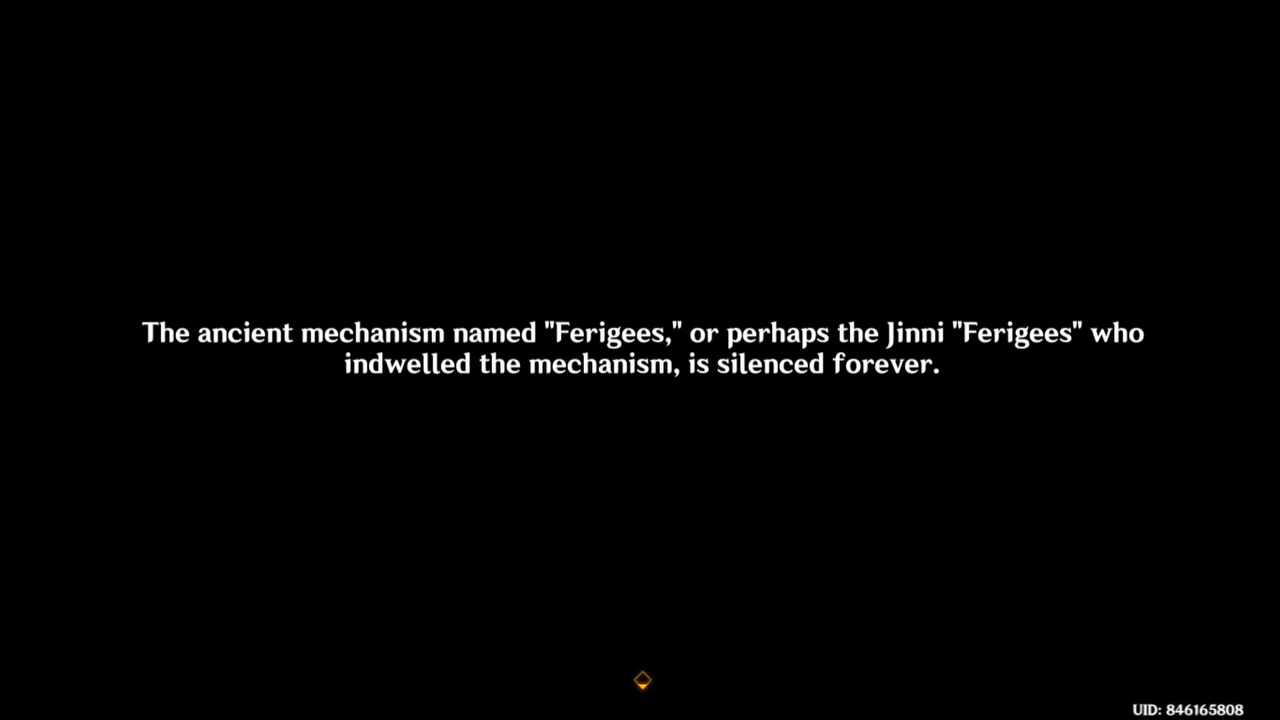 The ancient mechanism named "Ferigees," or perhaps the Jinni "Ferigees" who
indwelled the mechanism, is silenced forever.
UID: 846165808